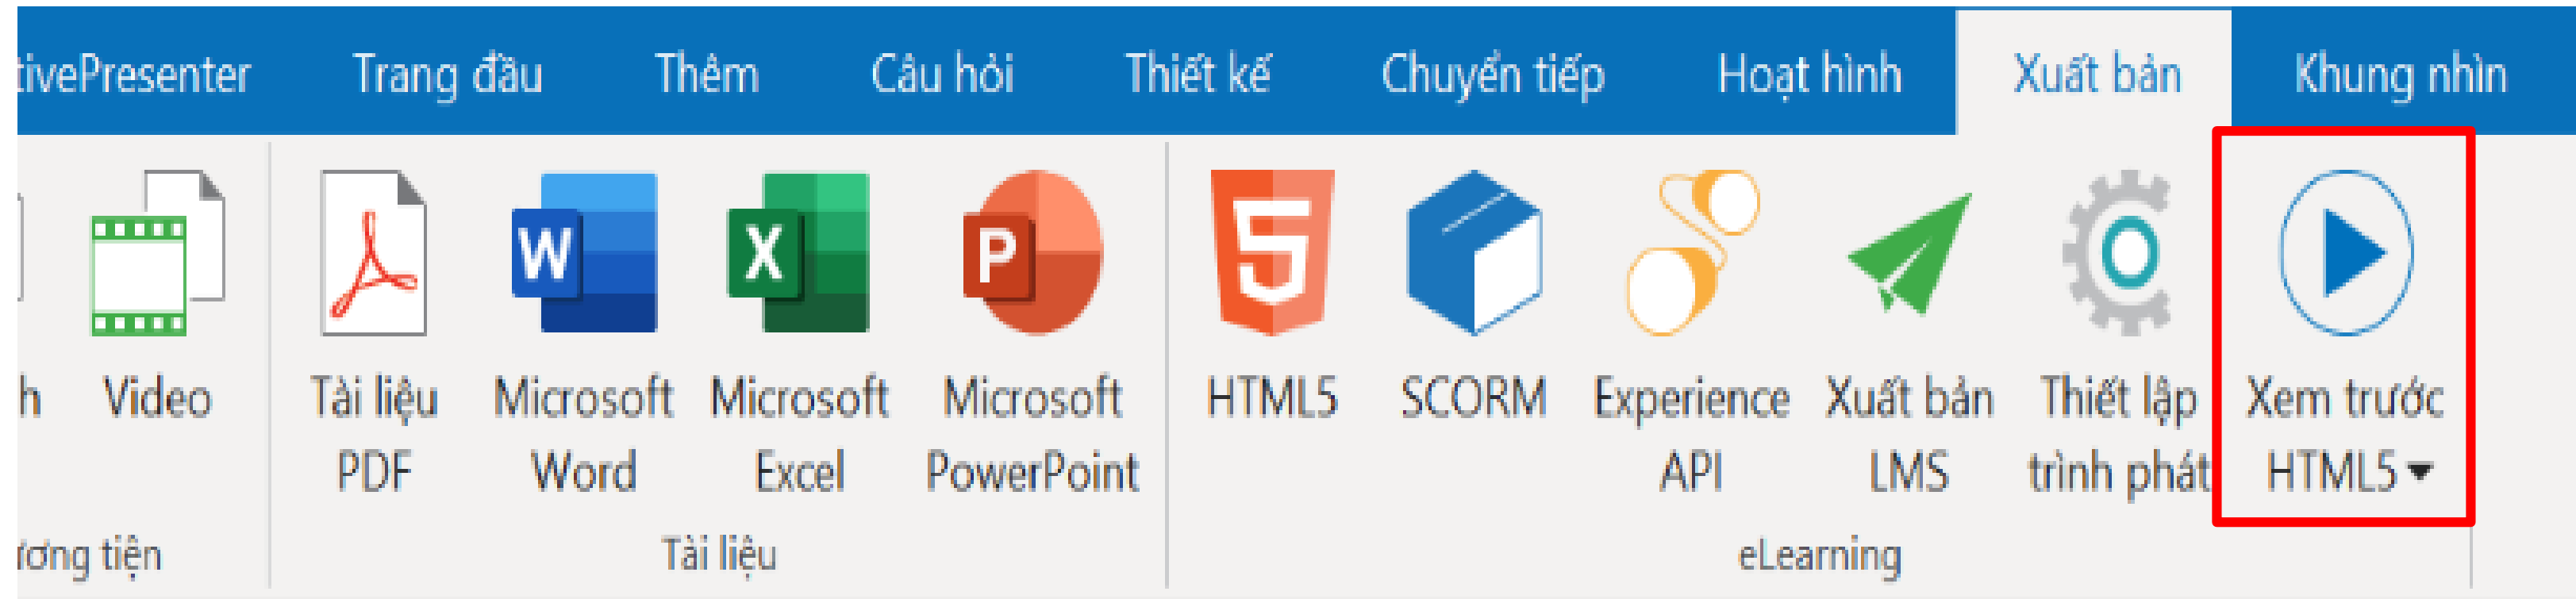 tivePresenter Trang đầu Thêm Câu hỏi Thiết kế Chuyển tiếp Hoạt hình Xuất bản Khung nhìn
h Video Tài liệu Microsoft Microsoft Microsoft HTML5 SCORM Experience Xuất bản Thiết lập Xem trước
PDF Word Excel PowerPoint API LMS trình phát HTML5
ương tiện Tài liệu eLearning